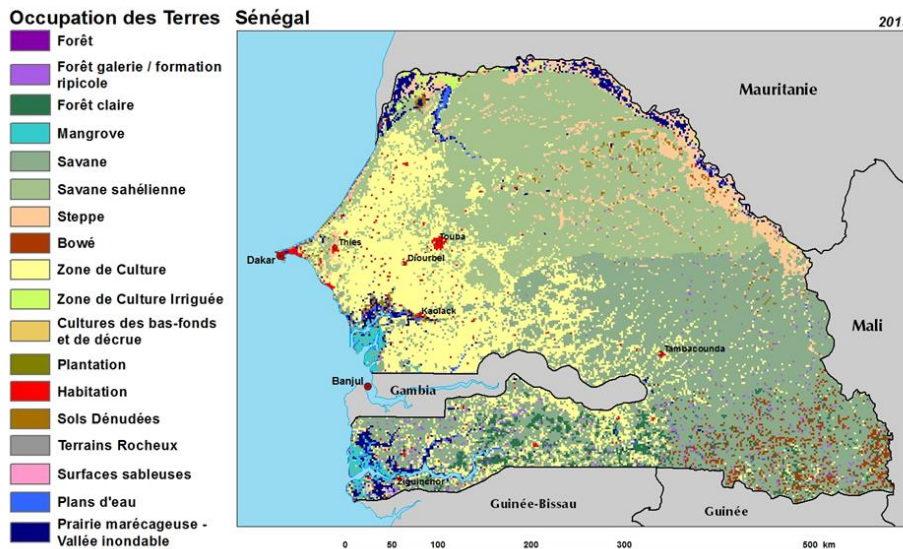 Occupation des Terres Sénégal
2013
Forêt
Forêt galerie / formation
ripicole
Forêt claire
Mangrove
Savane
Savane sahélienne
Steppe
Bowé
Zone de Culture
Zone de Culture Irriguée
Cultures des bas-fonds
et de décrue
Plantation
Habitation
Sols Dénudées
Terrains Rocheux
Surfaces sableuses
Plans d'eau
Prairie marécageuse -
Vallée inondable
Mauritanie
Touba
Thies
Diourbel
Dakar
Kaolack
Mali
Tambacounda
Banjul
Gambia
Ziguinchor
Guinée-Bissau
Guinée
0 50 100 200 300 500 km